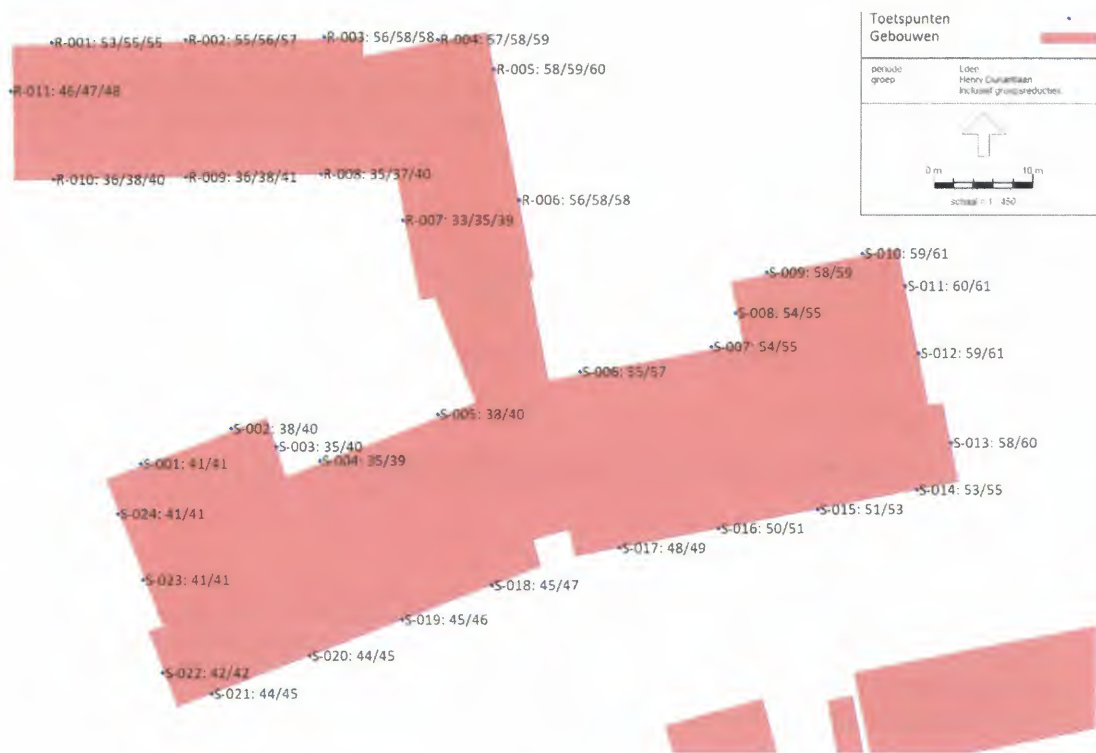 R-001: 53/55/55
R-002: 55/56/57
R-003: 56/58/58
R-004: 57/58/59
R-005: 58/59/60
R-011: 46/47/48
R-010: 36/38/40
R-009: 36/38/41
R-008: 35/37/40
R-007: 33/35/39
R-006: 56/58/58
Toetspunten
Gebouwen
periode Lden
groep Henry Dunantlaan
Inclusief groepsreducties
0 m 10 m
schaal = 1 : 450
S-010: 59/61
S-009: 58/59
S-011: 60/61
S-008: 54/55
S-007: 54/55
S-012: 59/61
S-006: 55/57
S-005: 38/40
S-002: 38/40
S-003: 35/40
S-004: 35/39
S-001: 41/41
S-013: 58/60
S-014: 53/55
S-024: 41/41
S-015: 51/53
S-016: 50/51
S-017: 48/49
S-023: 41/41
S-018: 45/47
S-019: 45/46
S-020: 44/45
S-022: 42/42
S-021: 44/45